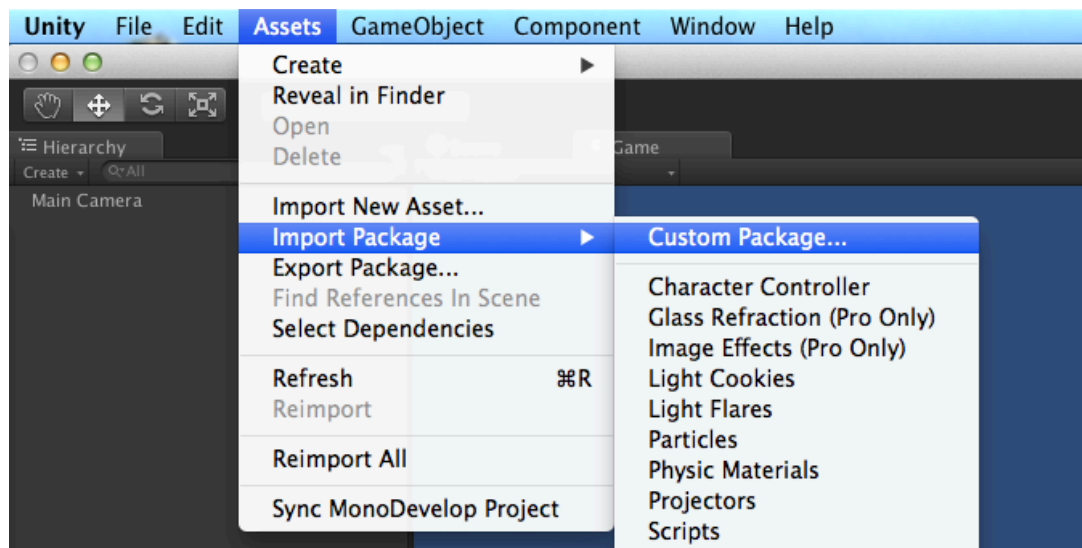 Unity File Edit Assets GameObject Component Window Help
Create
Reveal in Finder
Open
Delete
Import New Asset...
Import Package
Export Package...
Find References In Scene
Select Dependencies
Refresh ⌘R
Reimport
Reimport All
Sync MonoDevelop Project
Custom Package...
Character Controller
Glass Refraction (Pro Only)
Image Effects (Pro Only)
Light Cookies
Light Flares
Particles
Physic Materials
Projectors
Scripts
Hierarchy
Create All
Main Camera
Game